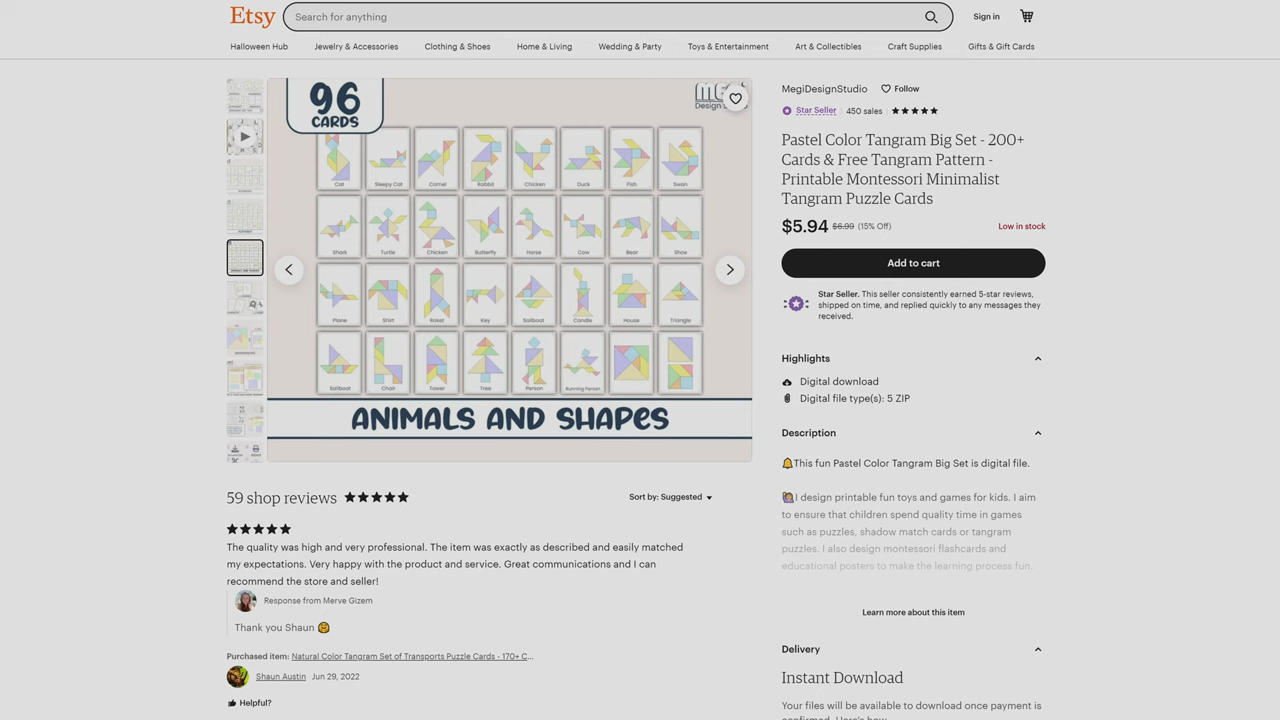 Etsy
Search for anything
Sign in
Halloween Hub
Jewelry & Accessories
Clothing & Shoes
Home & Living
Wedding & Party
Toys & Entertainment
Art & Collectibles
Craft Supplies
Gifts & Gift Cards
96
CARDS
Cat
Sleepy Cat
Camel
Rabbit
Chicken
Duck
Fish
Swan
Shark
Turtle
Chicken
Butterfly
Horse
Cow
Bear
Shoe
Plane
Shirt
Roket
Key
Sailboat
Candle
House
Triangle
Sailboat
Chair
Tower
Tree
Person
Running Person
ANIMALS AND SHAPES
MegiDesignStudio
Follow
Star Seller
450 sales
Pastel Color Tangram Big Set - 200+
Cards & Free Tangram Pattern -
Printable Montessori Minimalist
Tangram Puzzle Cards
$5.94 $6.99 (15% Off)
Low in stock
Add to cart
Star Seller. This seller consistently earned 5-star reviews,
shipped on time, and replied quickly to any messages they
received.
Highlights
Digital download
Digital file type(s): 5 ZIP
Description
🔔This fun Pastel Color Tangram Big Set is digital file.
🙋I design printable fun toys and games for kids. I aim
to ensure that children spend quality time in games
such as puzzles, shadow match cards or tangram
puzzles. I also design montessori flashcards and
educational posters to make the learning process fun.
Learn more about this item
Delivery
Instant Download
Your files will be available to download once payment is
confirmed. Here's how.
59 shop reviews
Sort by: Suggested
The quality was high and very professional. The item was exactly as described and easily matched
my expectations. Very happy with the product and service. Great communications and I can
recommend the store and seller!
Response from Merve Gizem
Thank you Shaun 🤗
Purchased item: Natural Color Tangram Set of Transports Puzzle Cards - 170+ C...
Shaun Austin Jun 29, 2022
Helpful?